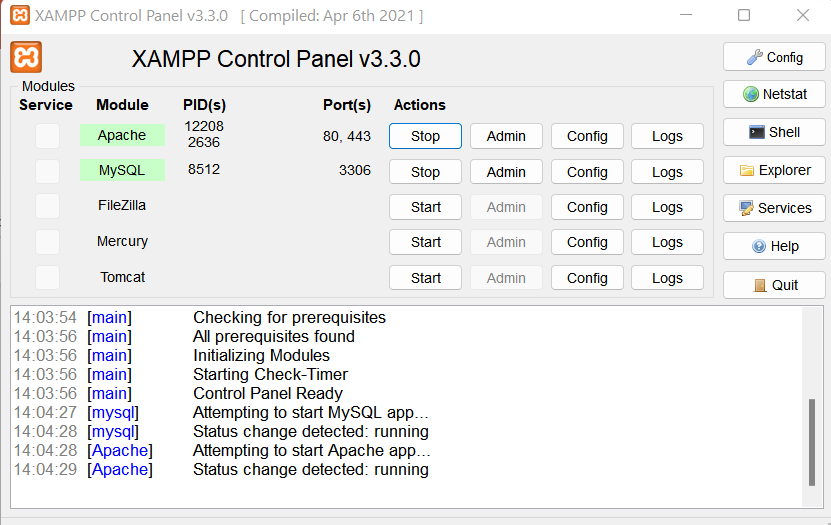 XAMPP Control Panel v3.3.0 [ Compiled: Apr 6th 2021 ]
XAMPP Control Panel v3.3.0
Config
Modules
Service Module PID(s) Port(s) Actions
Netstat
Apache 12208 2636 80, 443 Stop Admin Config Logs
Shell
MySQL 8512 3306 Stop Admin Config Logs
Explorer
FileZilla Start Admin Config Logs
Services
Mercury Start Admin Config Logs
Help
Tomcat Start Admin Config Logs
Quit
14:03:54 [main] Checking for prerequisites
14:03:56 [main] All prerequisites found
14:03:56 [main] Initializing Modules
14:03:56 [main] Starting Check-Timer
14:03:56 [main] Control Panel Ready
14:04:27 [mysql] Attempting to start MySQL app...
14:04:28 [mysql] Status change detected: running
14:04:28 [Apache] Attempting to start Apache app...
14:04:29 [Apache] Status change detected: running